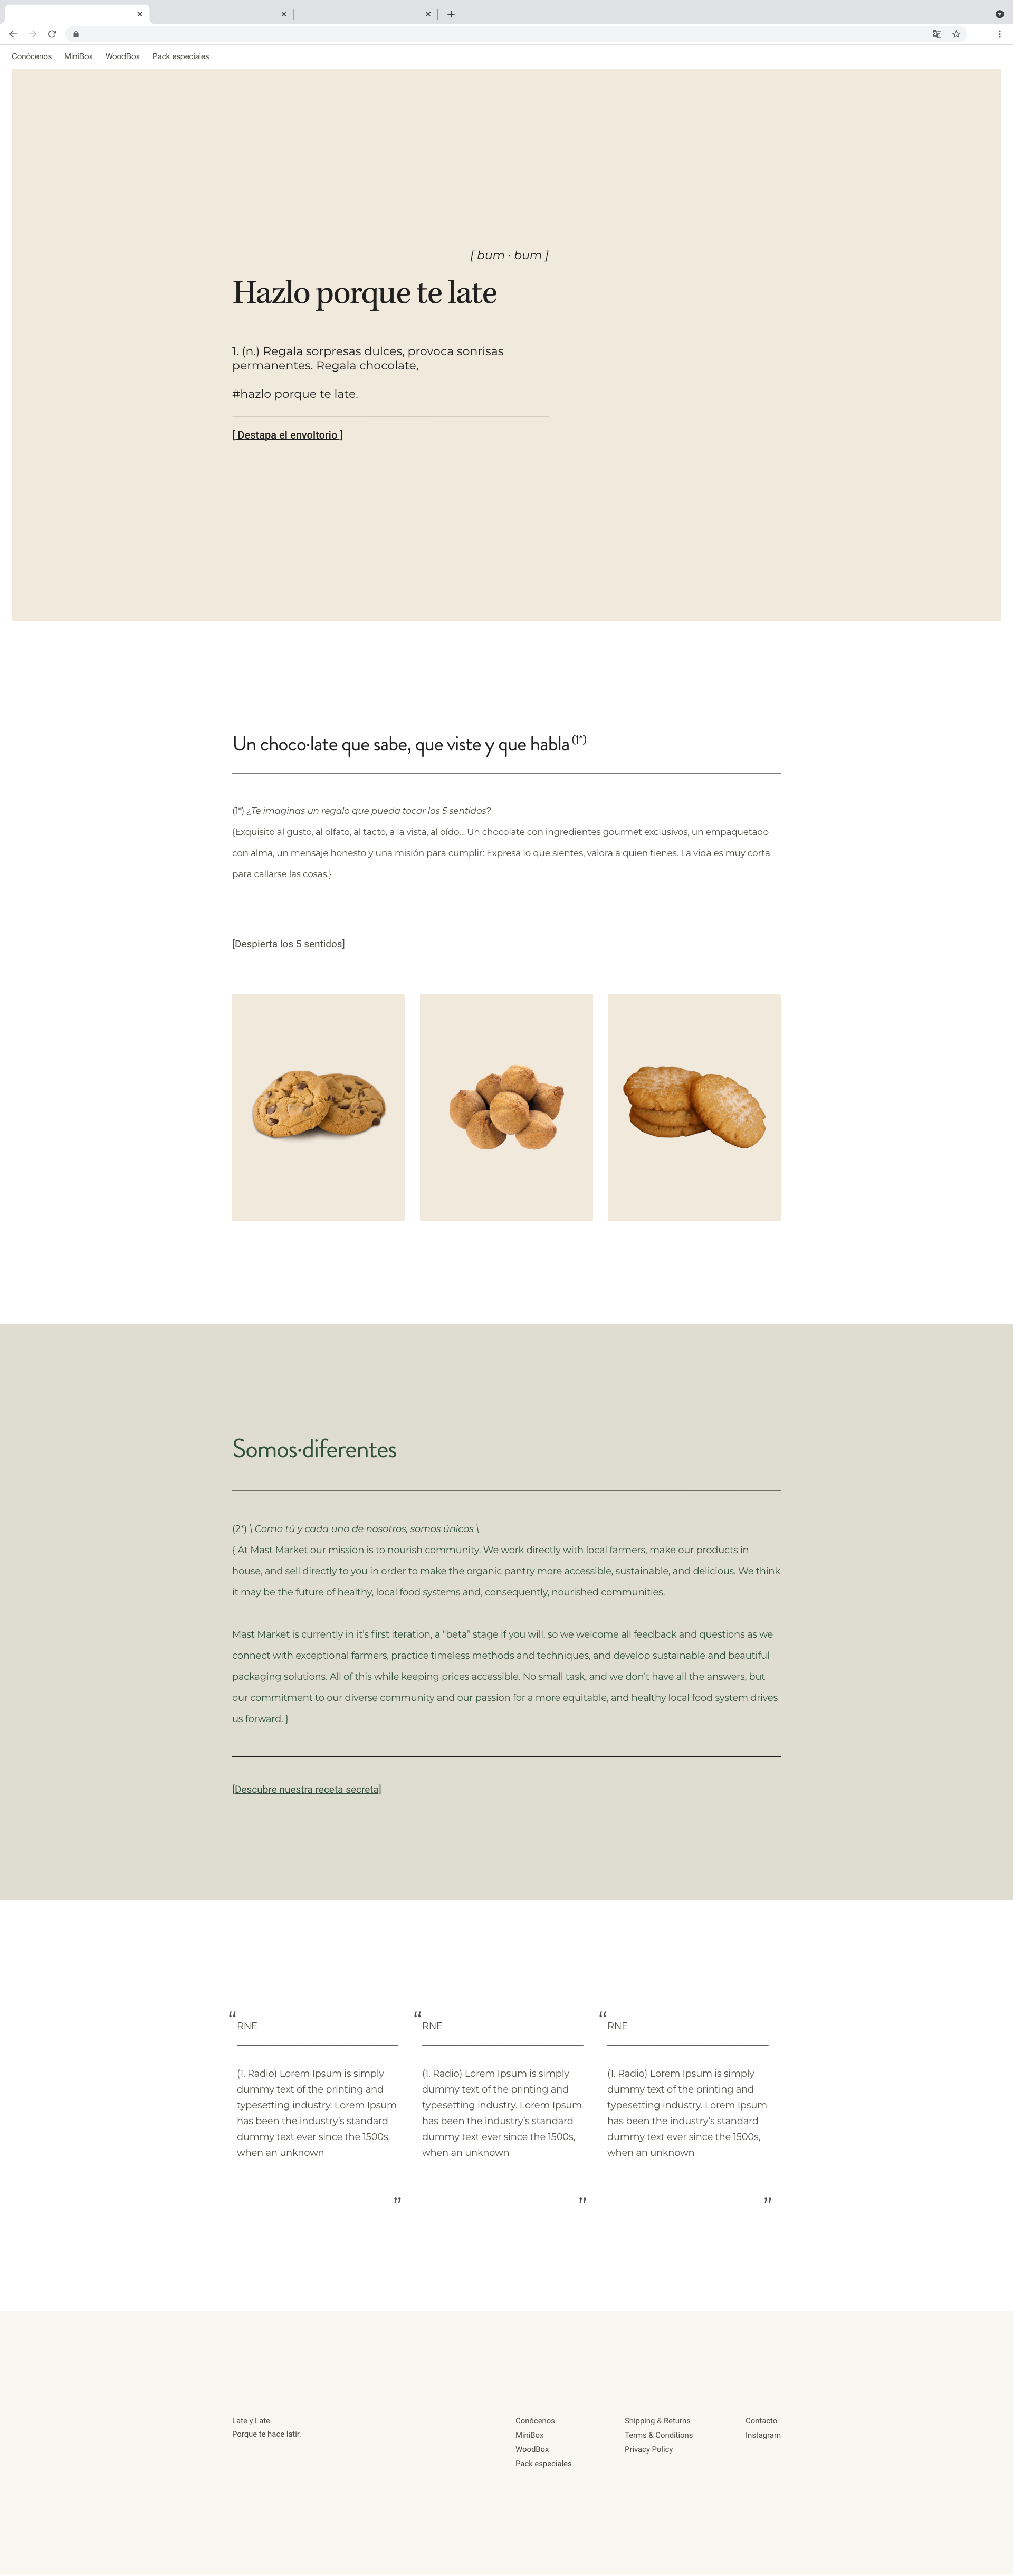 Conócenos MiniBox WoodBox Pack especiales
[ bum · bum ]
Hazlo porque te late
1. (n.) Regala sorpresas dulces, provoca sonrisas
permanentes. Regala chocolate,
#hazlo porque te late.
[ Destapa el envoltorio ]
Un choco·late que sabe, que viste y que habla (1*)
(1*) ¿Te imaginas un regalo que pueda tocar los 5 sentidos?
{Exquisito al gusto, al olfato, al tacto, a la vista, al oído... Un chocolate con ingredientes gourmet exclusivos, un empaquetado
con alma, un mensaje honesto y una misión para cumplir: Expresa lo que sientes, valora a quien tienes. La vida es muy corta
para callarse las cosas.}
[Despierta los 5 sentidos]
Somos·diferentes
(2*) \ Como tú y cada uno de nosotros, somos únicos \
{ At Mast Market our mission is to nourish community. We work directly with local farmers, make our products in
house, and sell directly to you in order to make the organic pantry more accessible, sustainable, and delicious. We think
it may be the future of healthy, local food systems and, consequently, nourished communities.
Mast Market is currently in it's first iteration, a “beta” stage if you will, so we welcome all feedback and questions as we
connect with exceptional farmers, practice timeless methods and techniques, and develop sustainable and beautiful
packaging solutions. All of this while keeping prices accessible. No small task, and we don’t have all the answers, but
our commitment to our diverse community and our passion for a more equitable, and healthy local food system drives
us forward. }
[Descubre nuestra receta secreta]
“
RNE
(1. Radio) Lorem Ipsum is simply
dummy text of the printing and
typesetting industry. Lorem Ipsum
has been the industry’s standard
dummy text ever since the 1500s,
when an unknown
”
“
RNE
(1. Radio) Lorem Ipsum is simply
dummy text of the printing and
typesetting industry. Lorem Ipsum
has been the industry’s standard
dummy text ever since the 1500s,
when an unknown
”
“
RNE
(1. Radio) Lorem Ipsum is simply
dummy text of the printing and
typesetting industry. Lorem Ipsum
has been the industry’s standard
dummy text ever since the 1500s,
when an unknown
”
Late y Late
Porque te hace latir.
Conócenos
MiniBox
WoodBox
Pack especiales
Shipping & Returns
Terms & Conditions
Privacy Policy
Contacto
Instagram